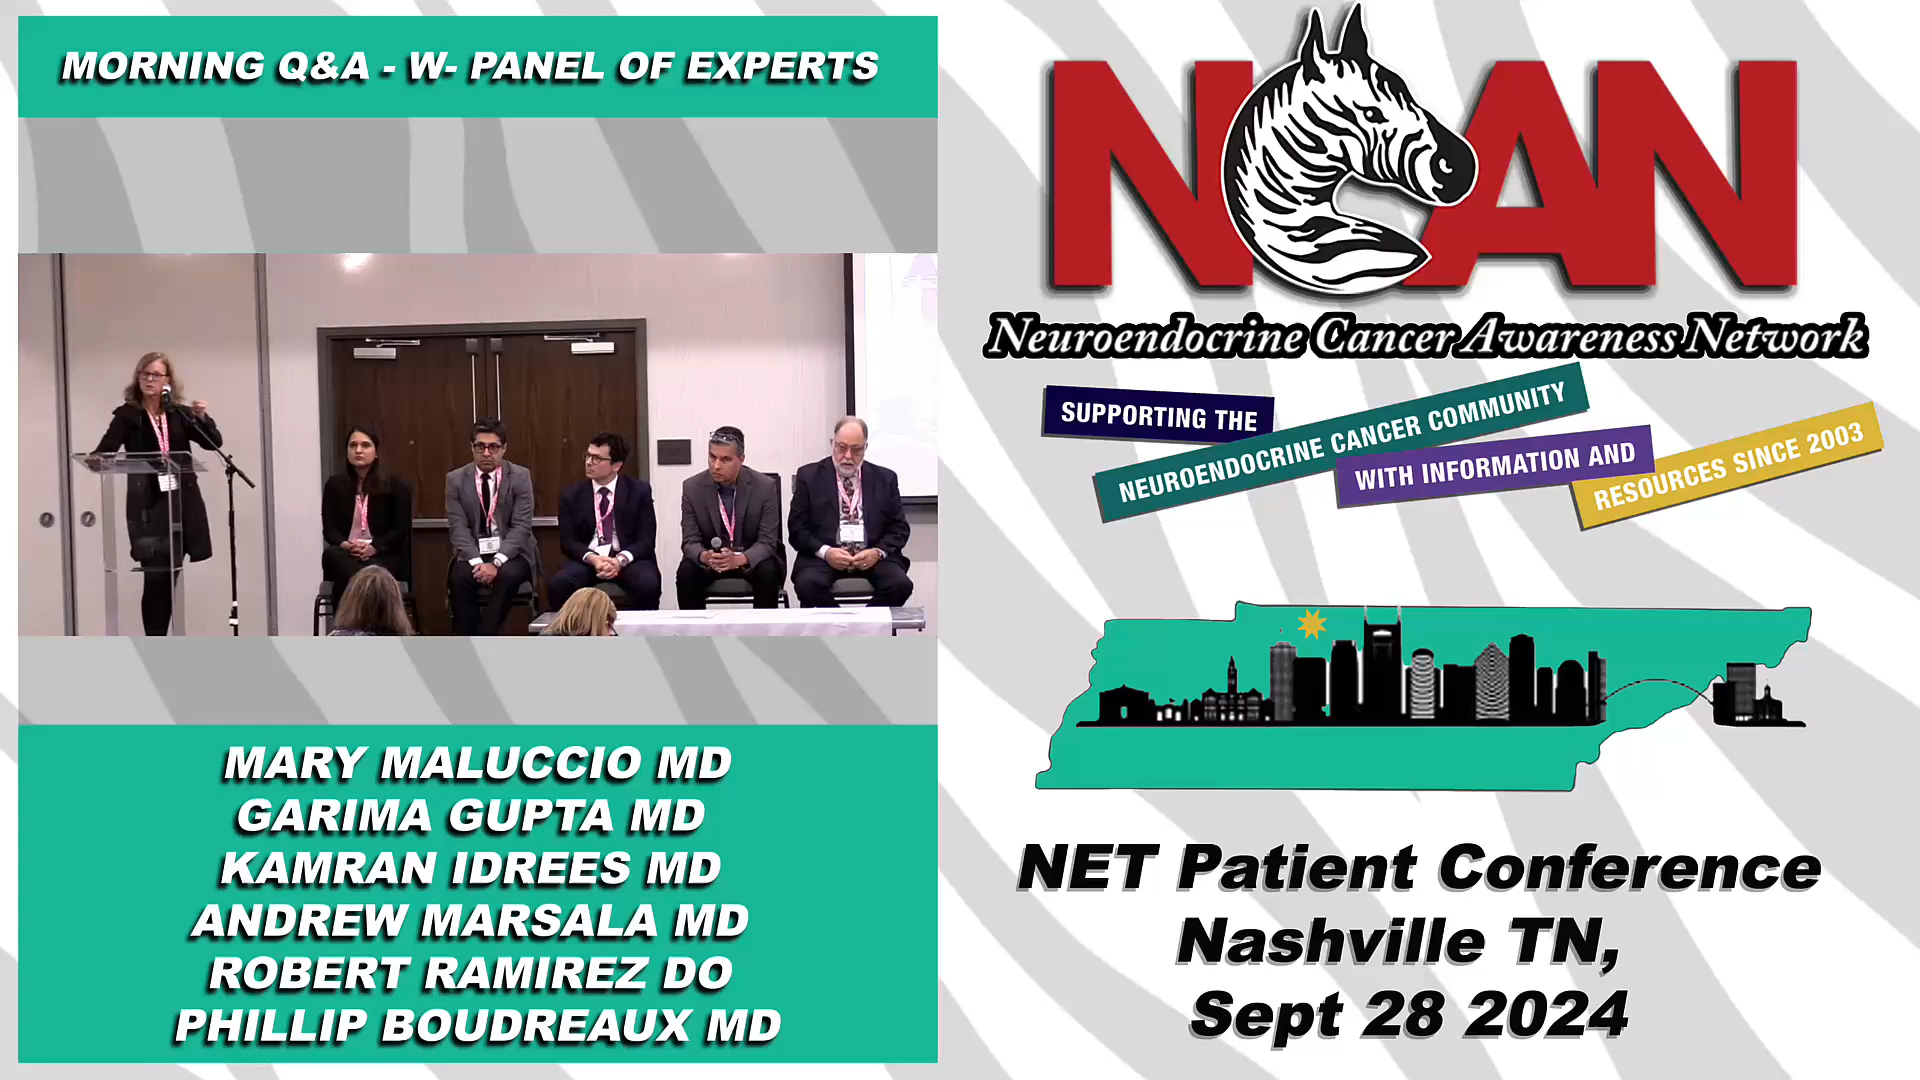 MORNING Q&A - W- PANEL OF EXPERTS
MARY MALUCCIO MD
GARIMA GUPTA MD
KAMRAN IDREES MD
ANDREW MARSALA MD
ROBERT RAMIREZ DO
PHILLIP BOUDREAUX MD
NCAN
Neuroendocrine Cancer Awareness Network
SUPPORTING THE
NEUROENDOCRINE CANCER COMMUNITY
WITH INFORMATION AND
RESOURCES SINCE 2003
NET Patient Conference
Nashville TN,
Sept 28 2024